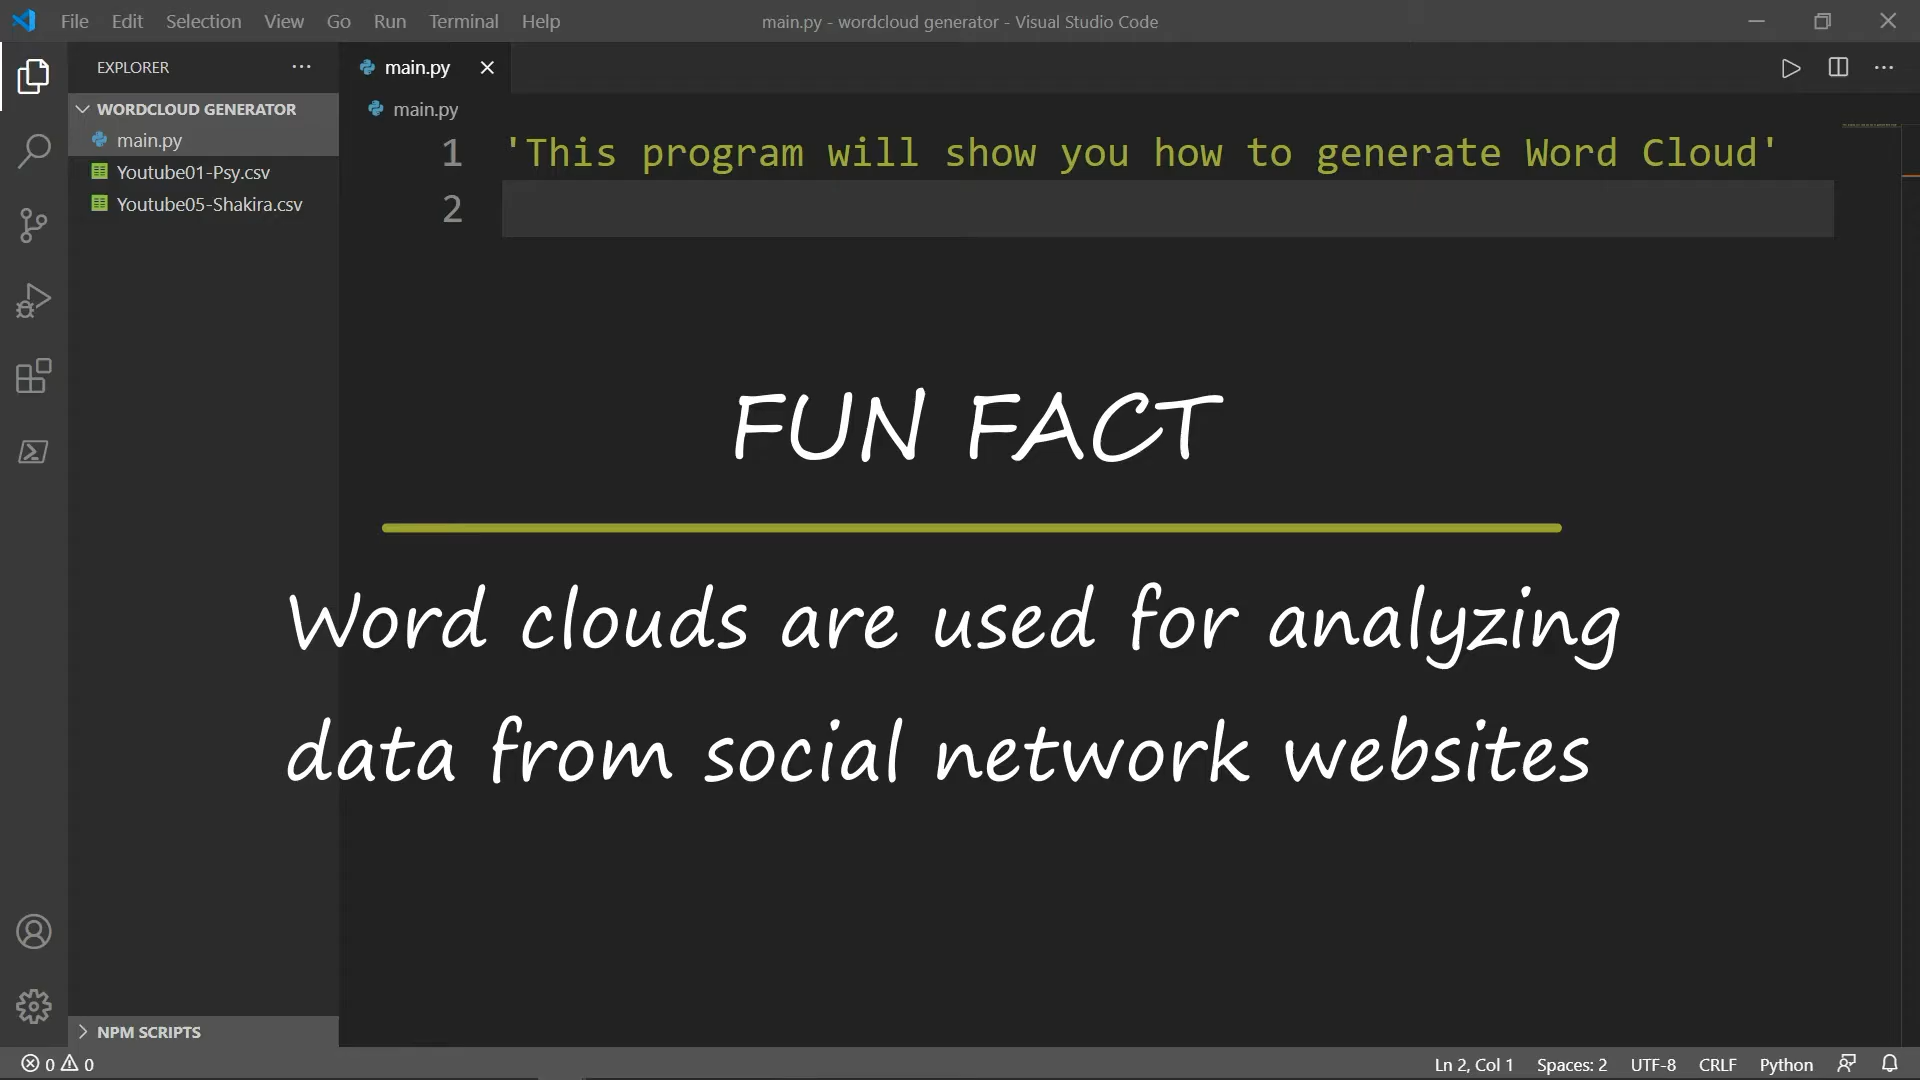 File Edit Selection View Go Run Terminal Help
main.py - wordcloud generator - Visual Studio Code
EXPLORER
main.py
WORDCLOUD GENERATOR
main.py
Youtube01-Psy.csv
Youtube05-Shakira.csv
main.py
1 'This program will show you how to generate Word Cloud'
2
FUN FACT
Word clouds are used for analyzing
data from social network websites
NPM SCRIPTS
0 0
Ln 2, Col 1 Spaces: 2 UTF-8 CRLF Python